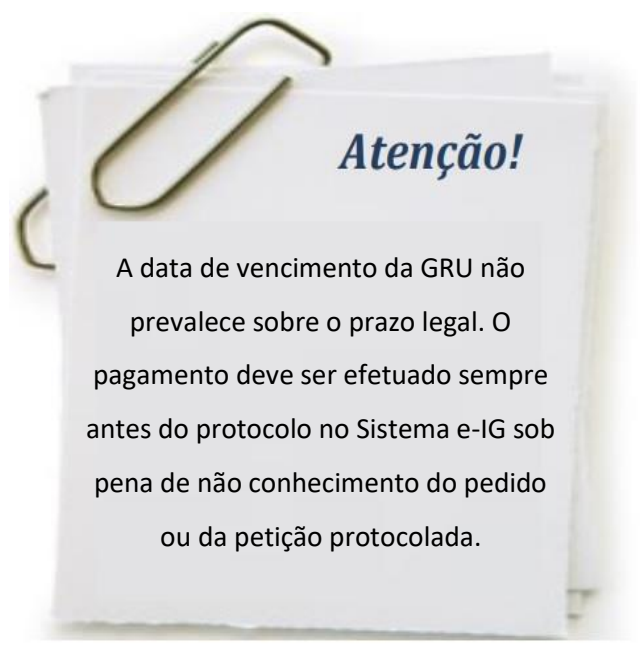 Atenção!
A data de vencimento da GRU não
prevalece sobre o prazo legal. O
pagamento deve ser efetuado sempre
antes do protocolo no Sistema e-IG sob
pena de não conhecimento do pedido
ou da petição protocolada.